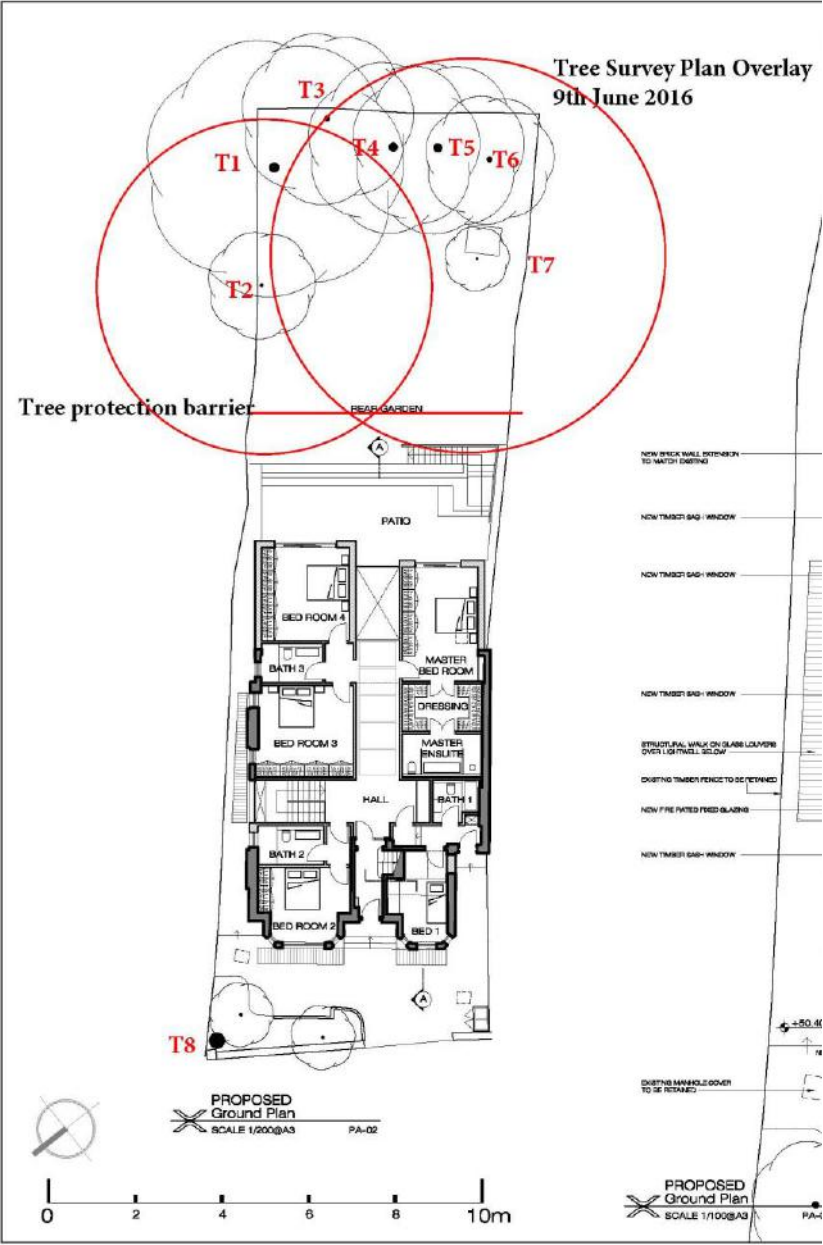 Tree Survey Plan Overlay
9th June 2016
T3
T1
T4
T5
T6
T2
T7
Tree protection barrier
REAR GARDEN
A
PATIO
BED ROOM 4
BATH 3
MASTER
BED ROOM
DRESSING
BED ROOM 3
MASTER
ENSUITE
HALL
BATH 1
BATH 2
BED ROOM 2
BED 1
A
T8
PROPOSED
Ground Plan
SCALE 1/200@A3
PA-02
0
2
4
6
8
10m
NEW BRICK WALL EXTENSION
TO MATCH EXISTING
NEW TIMBER SASH WINDOW
NEW TIMBER SASH WINDOW
NEW TIMBER SASH WINDOW
STRUCTURAL WALK ON GLASS LOUVERS
OVER LIGHTWELL BELOW
EXISTING TIMBER FENCE TO BE RETAINED
NEW FIRE RATED FIXED GLAZING
NEW TIMBER SASH WINDOW
+50.40
EXISTING MANHOLE COVER
TO BE RETAINED
PROPOSED
Ground Plan
SCALE 1/100@A3